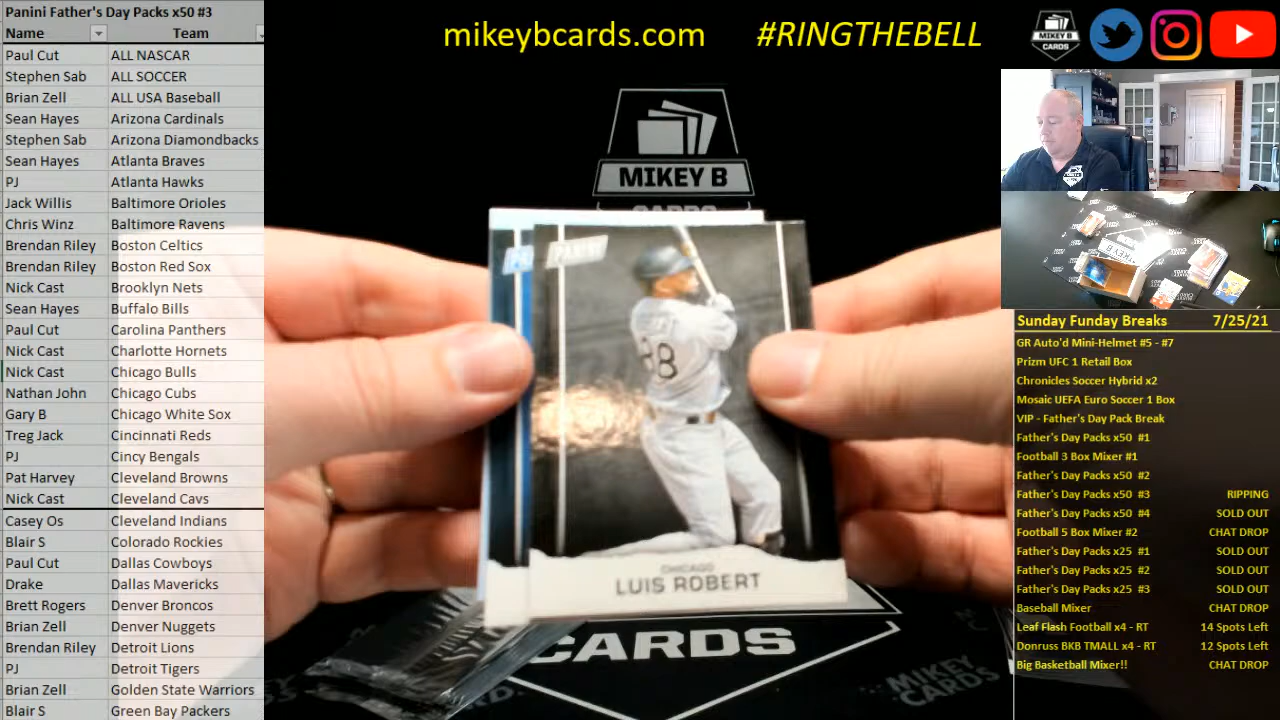 Panini Father's Day Packs x50 #3
Name Team
Paul Cut ALL NASCAR
Stephen Sab ALL SOCCER
Brian Zell ALL USA Baseball
Sean Hayes Arizona Cardinals
Stephen Sab Arizona Diamondbacks
Sean Hayes Atlanta Braves
PJ Atlanta Hawks
Jack Willis Baltimore Orioles
Chris Winz Baltimore Ravens
Brendan Riley Boston Celtics
Brendan Riley Boston Red Sox
Nick Cast Brooklyn Nets
Sean Hayes Buffalo Bills
Paul Cut Carolina Panthers
Nick Cast Charlotte Hornets
Nick Cast Chicago Bulls
Nathan John Chicago Cubs
Gary B Chicago White Sox
Treg Jack Cincinnati Reds
PJ Cincy Bengals
Pat Harvey Cleveland Browns
Nick Cast Cleveland Cavs
Casey Os Cleveland Indians
Blair S Colorado Rockies
Paul Cut Dallas Cowboys
Drake Dallas Mavericks
Brett Rogers Denver Broncos
Brian Zell Denver Nuggets
Brendan Riley Detroit Lions
PJ Detroit Tigers
Brian Zell Golden State Warriors
Blair S Green Bay Packers
mikeybcards.com #RINGTHEBELL
MIKEY B
CARDS
MIKEY B
CARDS
PANINI
88
CHICAGO
LUIS ROBERT
CARDS
MIKEY
CARDS
Sunday Funday Breaks 7/25/21
GR Auto'd Mini-Helmet #5 - #7
Prizm UFC 1 Retail Box
Chronicles Soccer Hybrid x2
Mosaic UEFA Euro Soccer 1 Box
VIP - Father's Day Pack Break
Father's Day Packs x50 #1
Football 3 Box Mixer #1
Father's Day Packs x50 #2
Father's Day Packs x50 #3 RIPPING
Father's Day Packs x50 #4 SOLD OUT
Football 5 Box Mixer #2 CHAT DROP
Father's Day Packs x25 #1 SOLD OUT
Father's Day Packs x25 #2 SOLD OUT
Father's Day Packs x25 #3 SOLD OUT
Baseball Mixer CHAT DROP
Leaf Flash Football x4 - RT 14 Spots Left
Donruss BKB TMALL x4 - RT 12 Spots Left
Big Basketball Mixer!! CHAT DROP